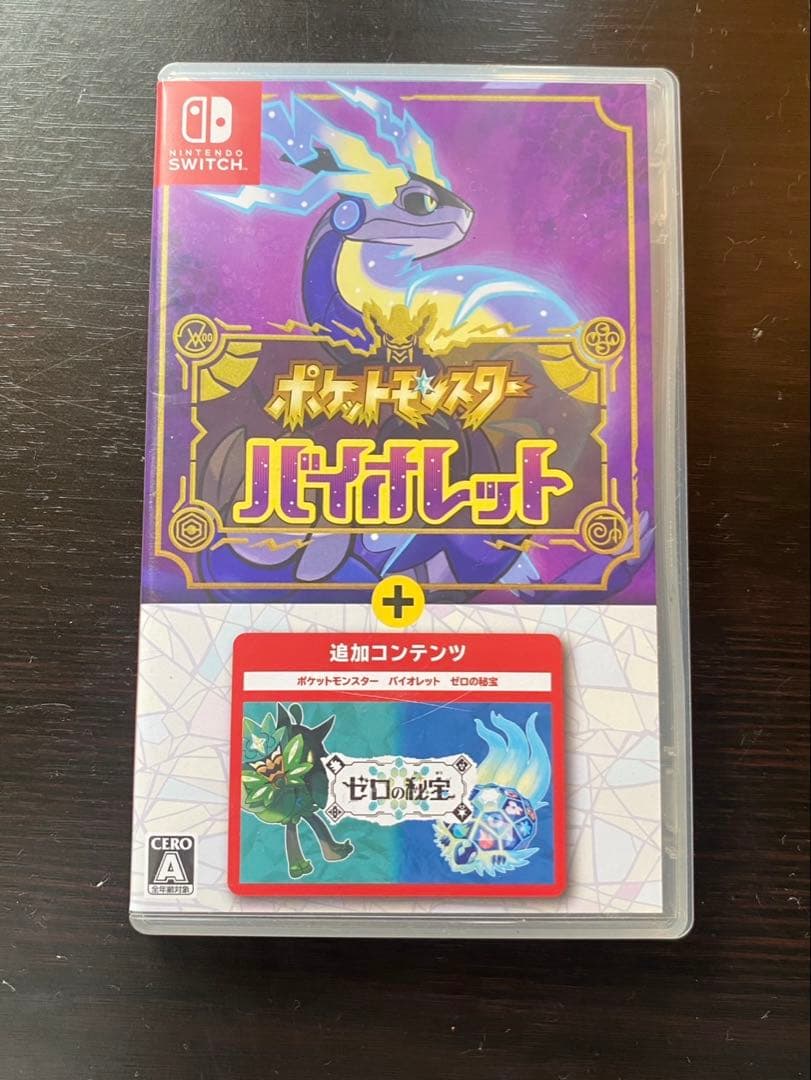 NINTENDO
SWITCH™
ポケットモンスター
バイオレット
+
追加コンテンツ
ポケットモンスター　バイオレット　ゼロの秘宝
ゼロの秘宝
CERO
A
全年齢対象